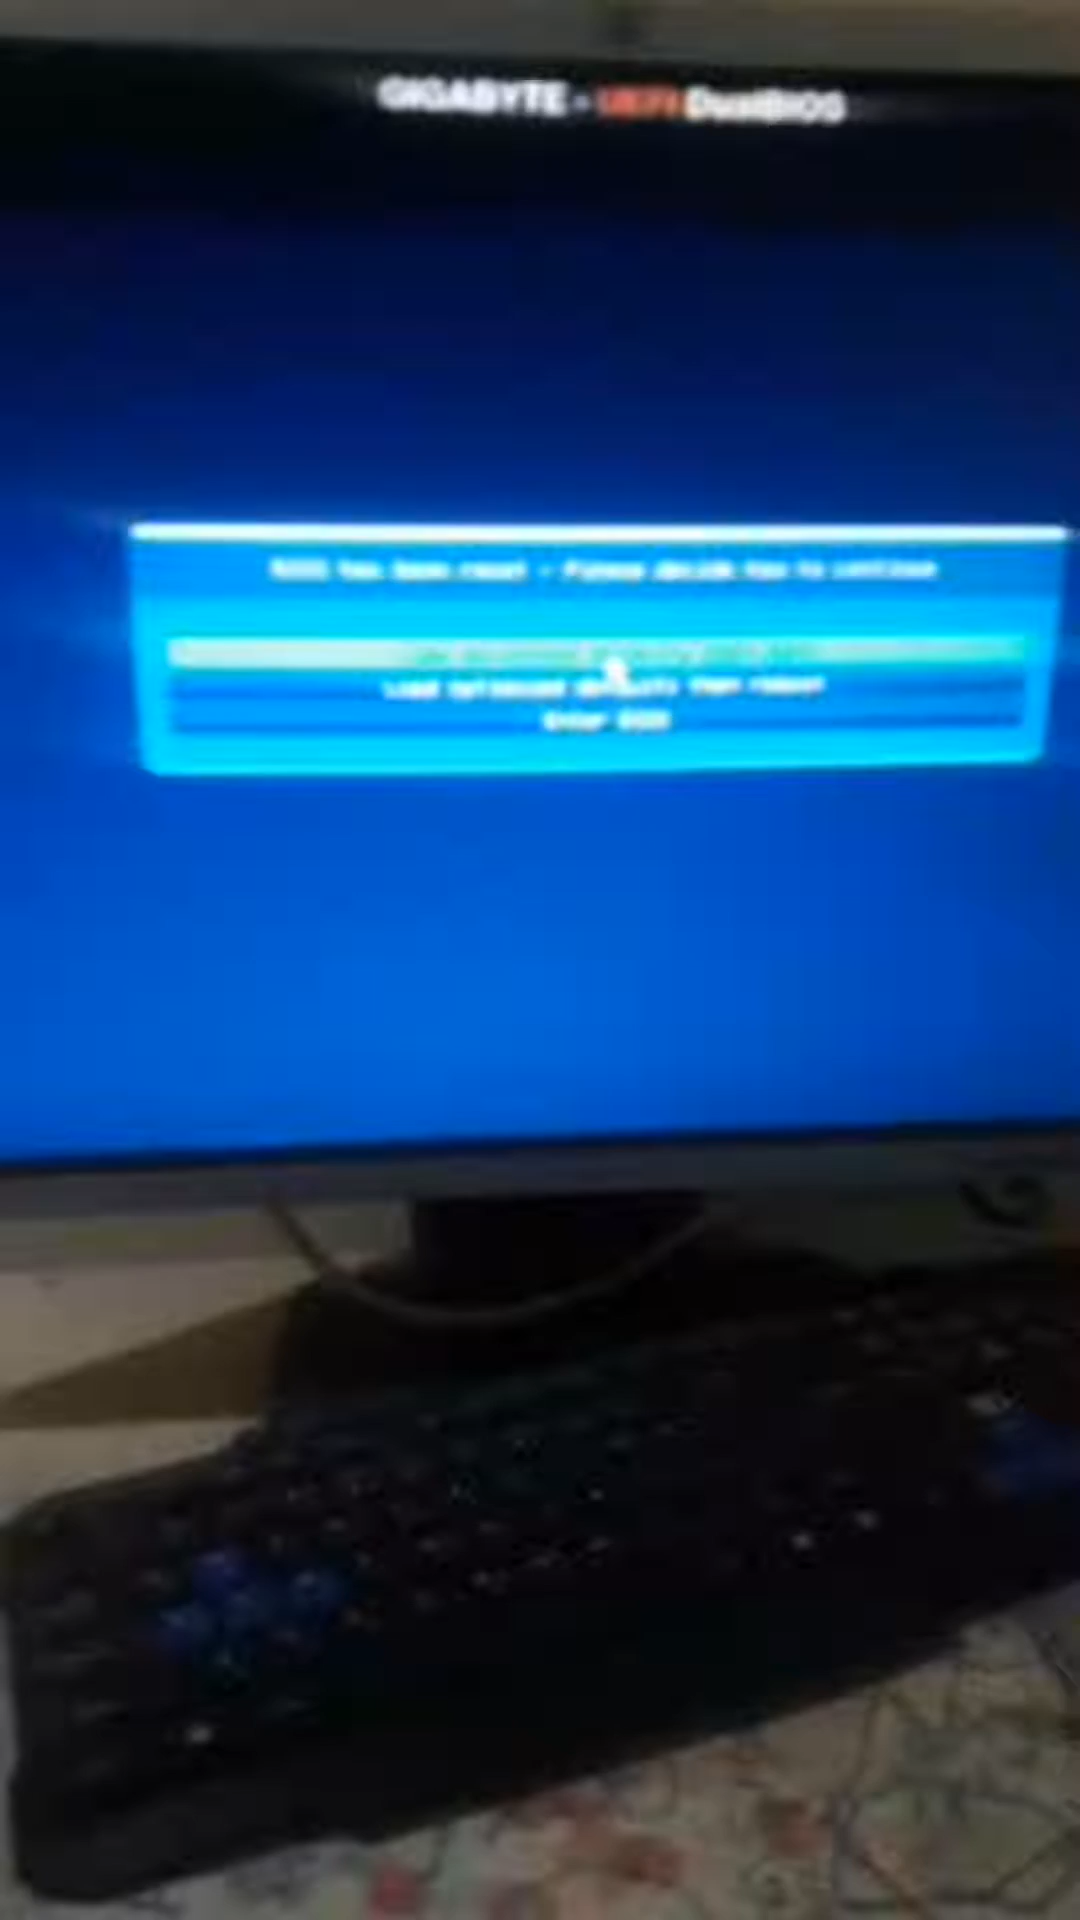 GIGABYTE - UEFI DualBIOS
BIOS has been reset - Please decide how to continue
Load optimized defaults then reboot
Enter BIOS